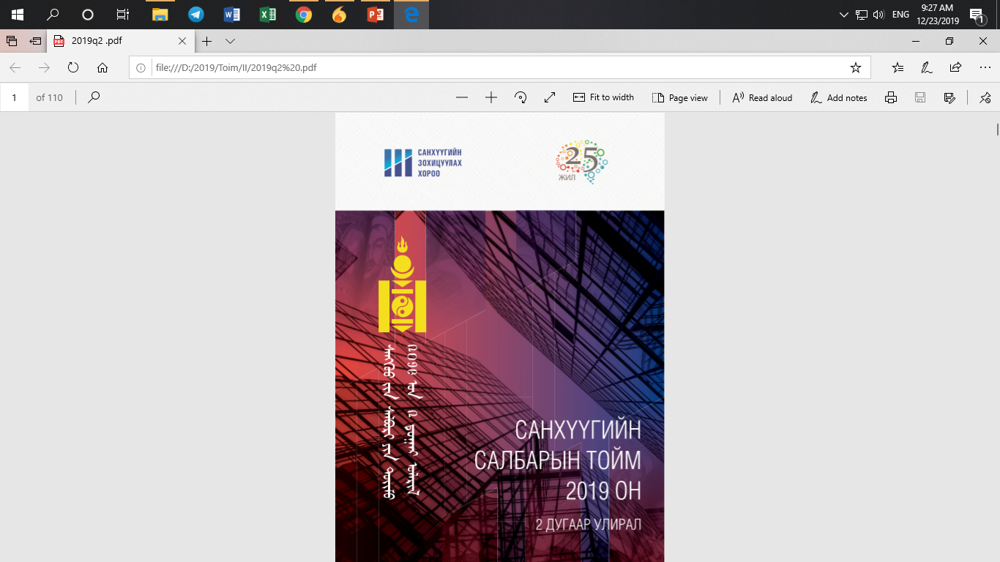 ENG
9:27 AM
12/23/2019
1
2019q2 .pdf
file:///D:/2019/Toim/II/2019q2%20.pdf
1 of 110
Fit to width
Page view
Read aloud
Add notes
САНХҮҮГИЙН
ЗОХИЦУУЛАХ
ХОРОО
25
ЖИЛ
САНХҮҮГИЙН
САЛБАРЫН ТОЙМ
2019 ОН
2 ДУГААР УЛИРАЛ